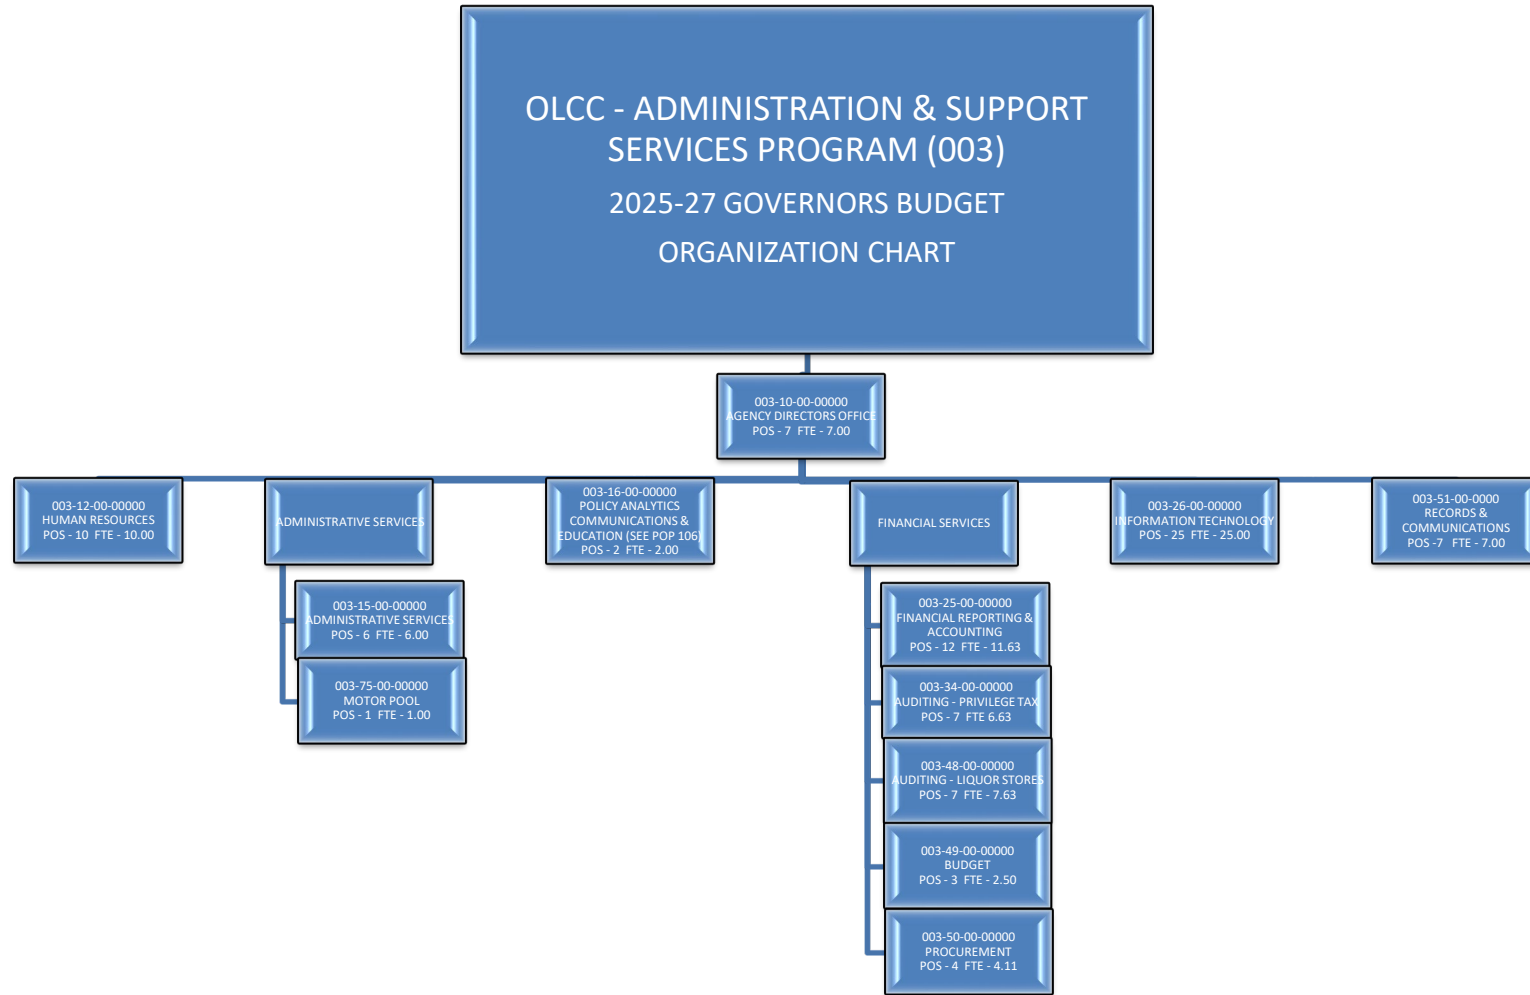 OLCC - ADMINISTRATION & SUPPORT
SERVICES PROGRAM (003)
2025-27 GOVERNORS BUDGET
ORGANIZATION CHART
003-10-00-00000
AGENCY DIRECTORS OFFICE
POS - 7 FTE - 7.00
003-12-00-00000
HUMAN RESOURCES
POS - 10 FTE - 10.00
ADMINISTRATIVE SERVICES
003-15-00-00000
ADMINISTRATIVE SERVICES
POS - 6 FTE - 6.00
003-75-00-00000
MOTOR POOL
POS - 1 FTE - 1.00
003-16-00-00000
POLICY ANALYTICS
COMMUNICATIONS &
EDUCATION (SEE POP 106)
POS - 2 FTE - 2.00
FINANCIAL SERVICES
003-25-00-00000
FINANCIAL REPORTING &
ACCOUNTING
POS - 12 FTE - 11.63
003-34-00-00000
AUDITING - PRIVILEGE TAX
POS - 7 FTE 6.63
003-48-00-00000
AUDITING - LIQUOR STORES
POS - 7 FTE - 7.63
003-49-00-00000
BUDGET
POS - 3 FTE - 2.50
003-50-00-00000
PROCUREMENT
POS - 4 FTE - 4.11
003-26-00-00000
INFORMATION TECHNOLOGY
POS - 25 FTE - 25.00
003-51-00-0000
RECORDS &
COMMUNICATIONS
POS -7 FTE - 7.00